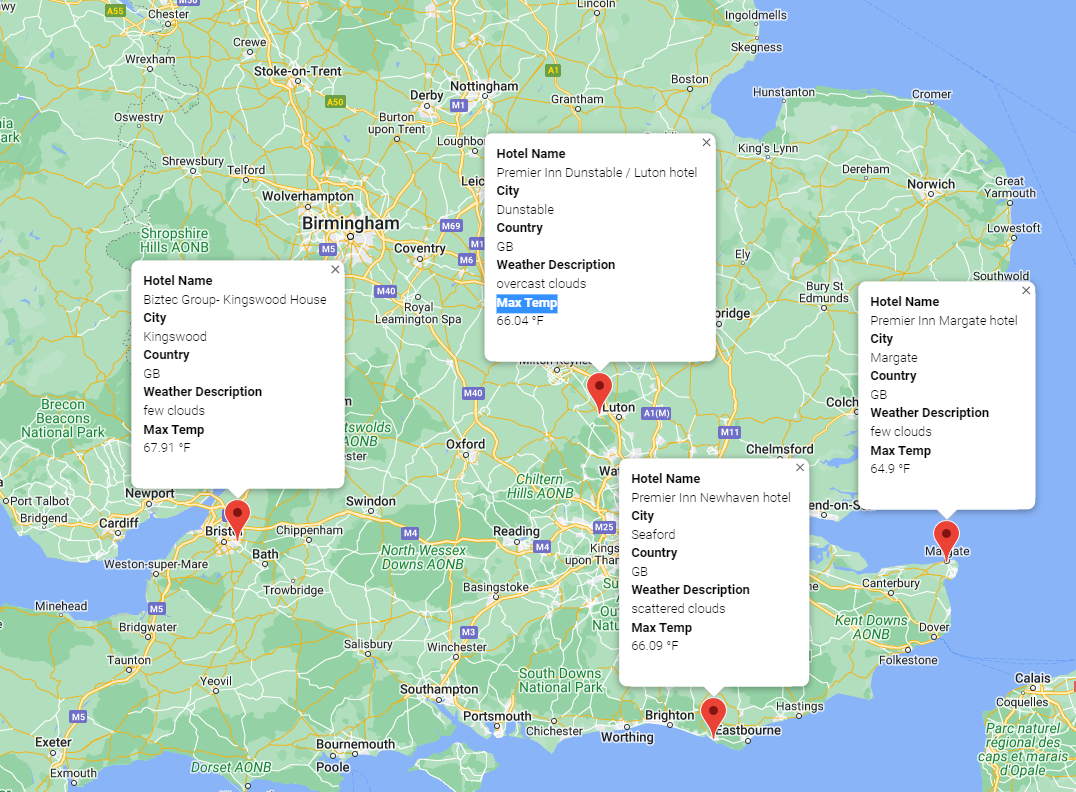 Chester
A55
Lincoln
Ingoldmells
Skegness
Crewe
Wrexham
Stoke-on-Trent
A1
Nottingham
Boston
Derby
M1
Grantham
Hunstanton
Cromer
A50
Oswestry
Burton
upon Trent
King's Lynn
Shrewsbury
Telford
Dereham
Norwich
Great
Yarmouth
Wolverhampton
Birmingham
M69
Lowestoft
Shropshire
Hills AONB
M5
Coventry
M6
Ely
Southwold
Bury St
Edmunds
M40
Royal
Leamington Spa
Hotel Name
Premier Inn Dunstable / Luton hotel
City
Dunstable
Country
GB
Weather Description
overcast clouds
Max Temp
66.04 °F
Hotel Name
Biztec Group- Kingswood House
City
Kingswood
Country
GB
Weather Description
few clouds
Max Temp
67.91 °F
Hotel Name
Premier Inn Margate hotel
City
Margate
Country
GB
Weather Description
few clouds
Max Temp
64.9 °F
Brecon
Beacons
National Park
M40
Luton
A1(M)
M11
Oxford
Chelmsford
Chiltern
Hills AONB
Hotel Name
Premier Inn Newhaven hotel
City
Seaford
Country
GB
Weather Description
scattered clouds
Max Temp
66.09 °F
Port Talbot
Bridgend
Newport
Cardiff
Swindon
Chippenham
M4
Reading
M4
M25
Bath
North Wessex
Downs AONB
Margate
Weston-super-Mare
Trowbridge
Basingstoke
Canterbury
Minehead
M5
Bridgwater
M3
Kent Downs
AONB
Dover
Salisbury
Winchester
Folkestone
Taunton
Yeovil
South Downs
National Park
Calais
Coquelles
Southampton
M5
Portsmouth
Chichester
Worthing
Brighton
Eastbourne
Hastings
Exeter
Exmouth
Bournemouth
Poole
Dorset AONB
Parc naturel
régional des
caps et marais
d'Opale